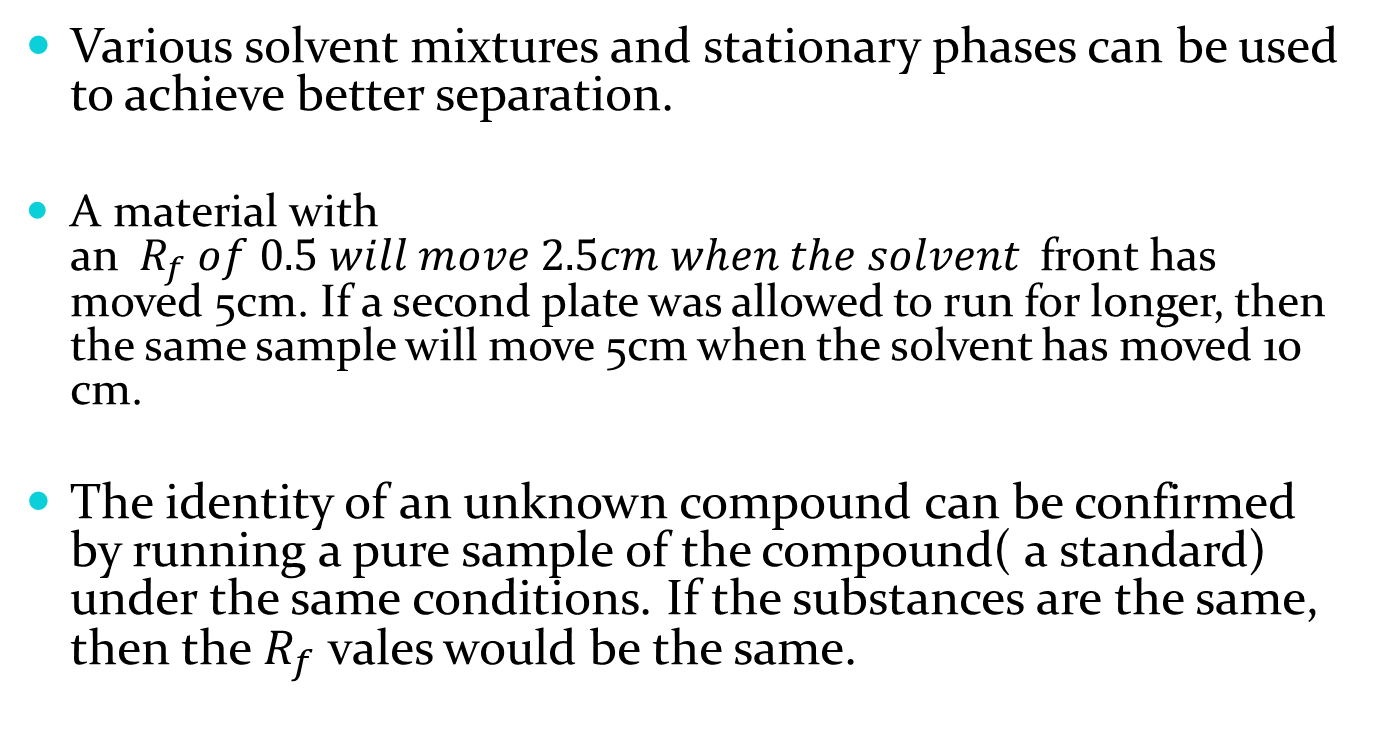 • Various solvent mixtures and stationary phases can be used
to achieve better separation.
• A material with
an R_f of 0.5 will move 2.5cm when the solvent front has
moved 5cm. If a second plate was allowed to run for longer, then
the same sample will move 5cm when the solvent has moved 10
cm.
• The identity of an unknown compound can be confirmed
by running a pure sample of the compound( a standard)
under the same conditions. If the substances are the same,
then the R_f vales would be the same.